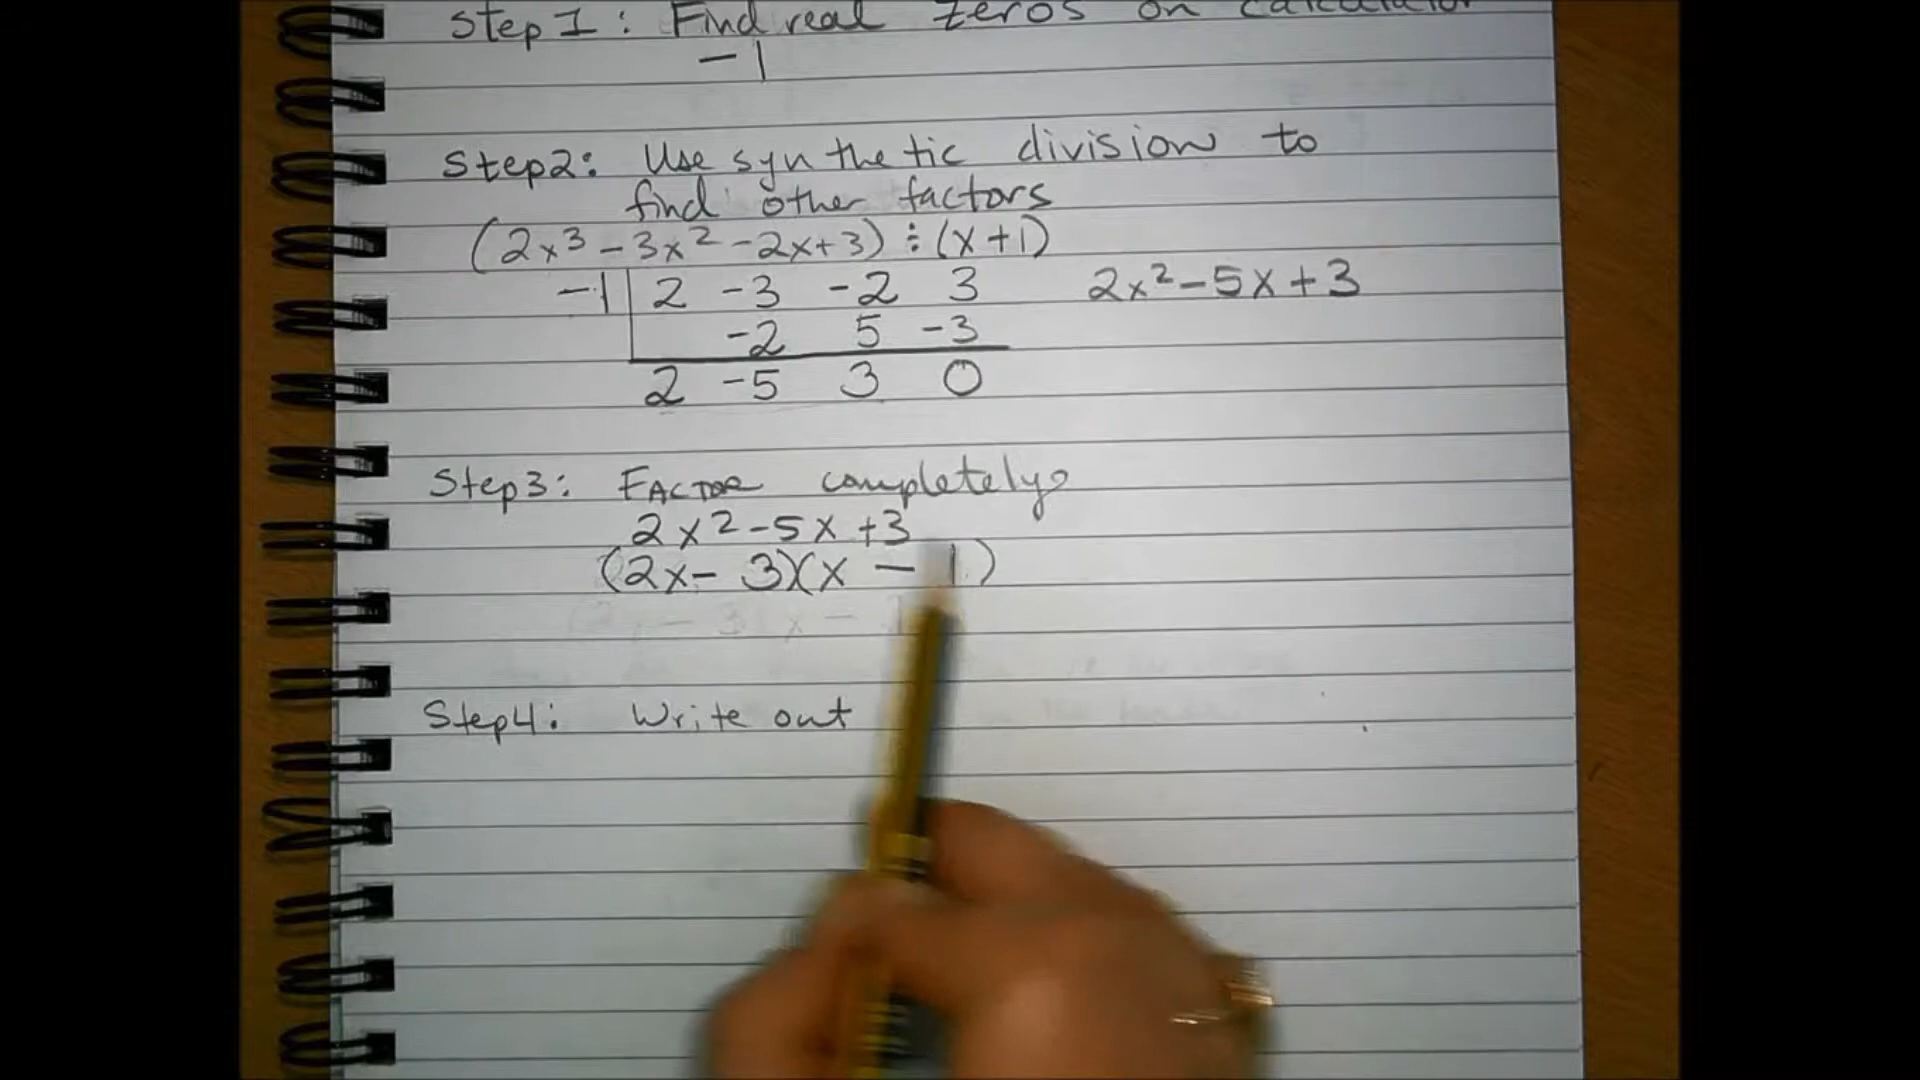 Step 1: Find real zeros on calculator
-1
Step2: Use synthetic division to
find other factors
(2x³ - 3x² - 2x + 3) ÷ (x + 1)
-1 | 2 -3 -2 3 2x² - 5x + 3
-2 5 -3
2 -5 3 0
Step3: FACTOR completely
2x² - 5x + 3
(2x - 3)(x - 1)
Step4: Write out